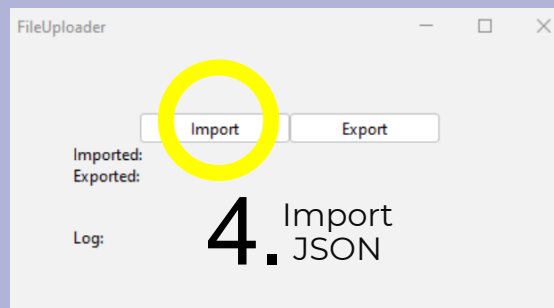 FileUploader
Import Export
Imported:
Exported:
Log:
4. Import
JSON